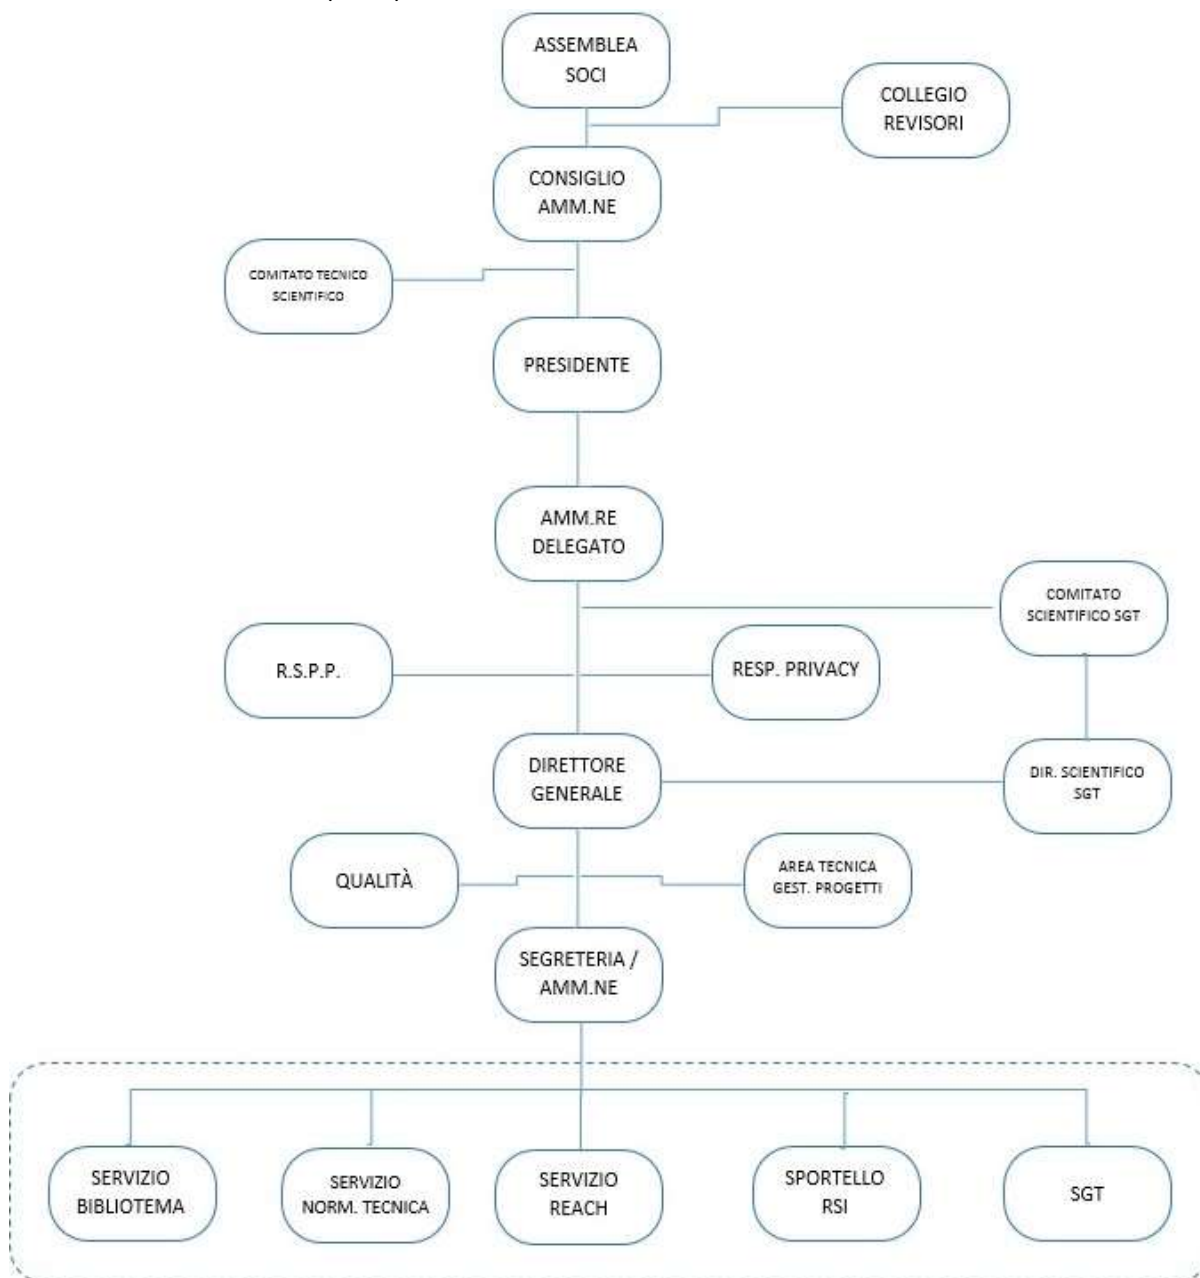 ASSEMBLEA
SOCI
COLLEGIO
REVISORI
CONSIGLIO
AMM.NE
COMITATO TECNICO
SCIENTIFICO
PRESIDENTE
AMM.RE
DELEGATO
COMITATO
SCIENTIFICO SGT
R.S.P.P.
RESP. PRIVACY
DIRETTORE
GENERALE
DIR. SCIENTIFICO
SGT
QUALITÀ
AREA TECNICA
GEST. PROGETTI
SEGRETERIA /
AMM.NE
SERVIZIO
BIBLIOTEMA
SERVIZIO
NORM. TECNICA
SERVIZIO
REACH
SPORTELLO
RSI
SGT